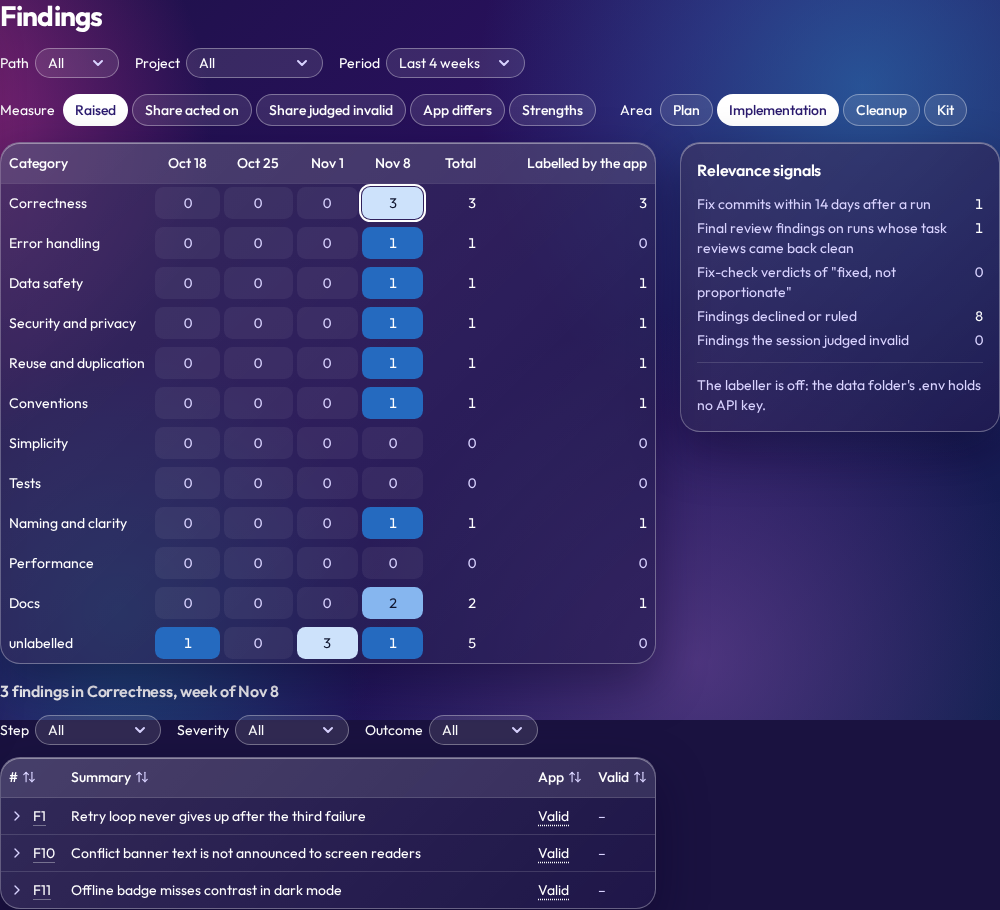 Findings
Path All Project All Period Last 4 weeks
Measure Raised Share acted on Share judged invalid App differs Strengths Area Plan Implementation Cleanup Kit
Category Oct 18 Oct 25 Nov 1 Nov 8 Total Labelled by the app
Correctness 0 0 0 3 3 3
Error handling 0 0 0 1 1 0
Data safety 0 0 0 1 1 1
Security and privacy 0 0 0 1 1 1
Reuse and duplication 0 0 0 1 1 1
Conventions 0 0 0 1 1 1
Simplicity 0 0 0 0 0 0
Tests 0 0 0 0 0 0
Naming and clarity 0 0 0 1 1 1
Performance 0 0 0 0 0 0
Docs 0 0 0 2 2 1
unlabelled 1 0 3 1 5 0
Relevance signals
Fix commits within 14 days after a run 1
Final review findings on runs whose task 1
reviews came back clean
Fix-check verdicts of "fixed, not 0
proportionate"
Findings declined or ruled 8
Findings the session judged invalid 0
The labeller is off: the data folder's .env holds
no API key.
3 findings in Correctness, week of Nov 8
Step All Severity All Outcome All
# Summary App Valid
F1 Retry loop never gives up after the third failure Valid –
F10 Conflict banner text is not announced to screen readers Valid –
F11 Offline badge misses contrast in dark mode Valid –